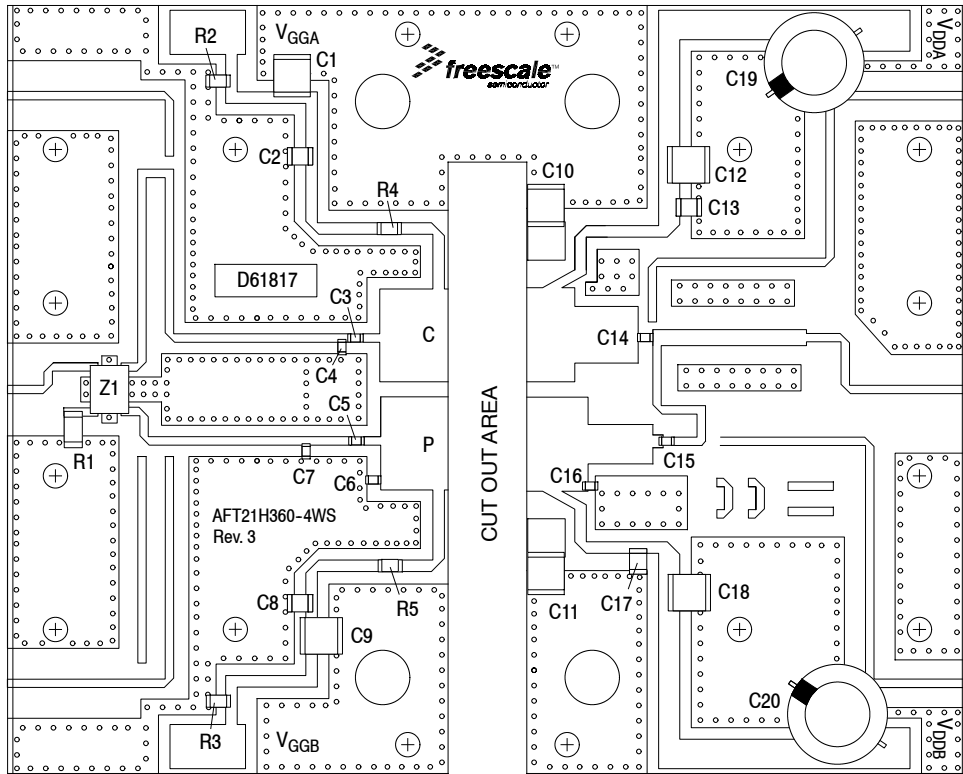 R2
VGGA
C1
freescale™
semiconductor
C19
VDDA
C2
C12
C10
R4
C13
D61817
C3
C
C14
C4
Z1
C5
P
R1
C7
C6
C16
C15
CUT OUT AREA
AFT21H360-4WS
Rev. 3
C8
R5
C11
C17
C18
C9
C20
R3
VGGB
VDDB